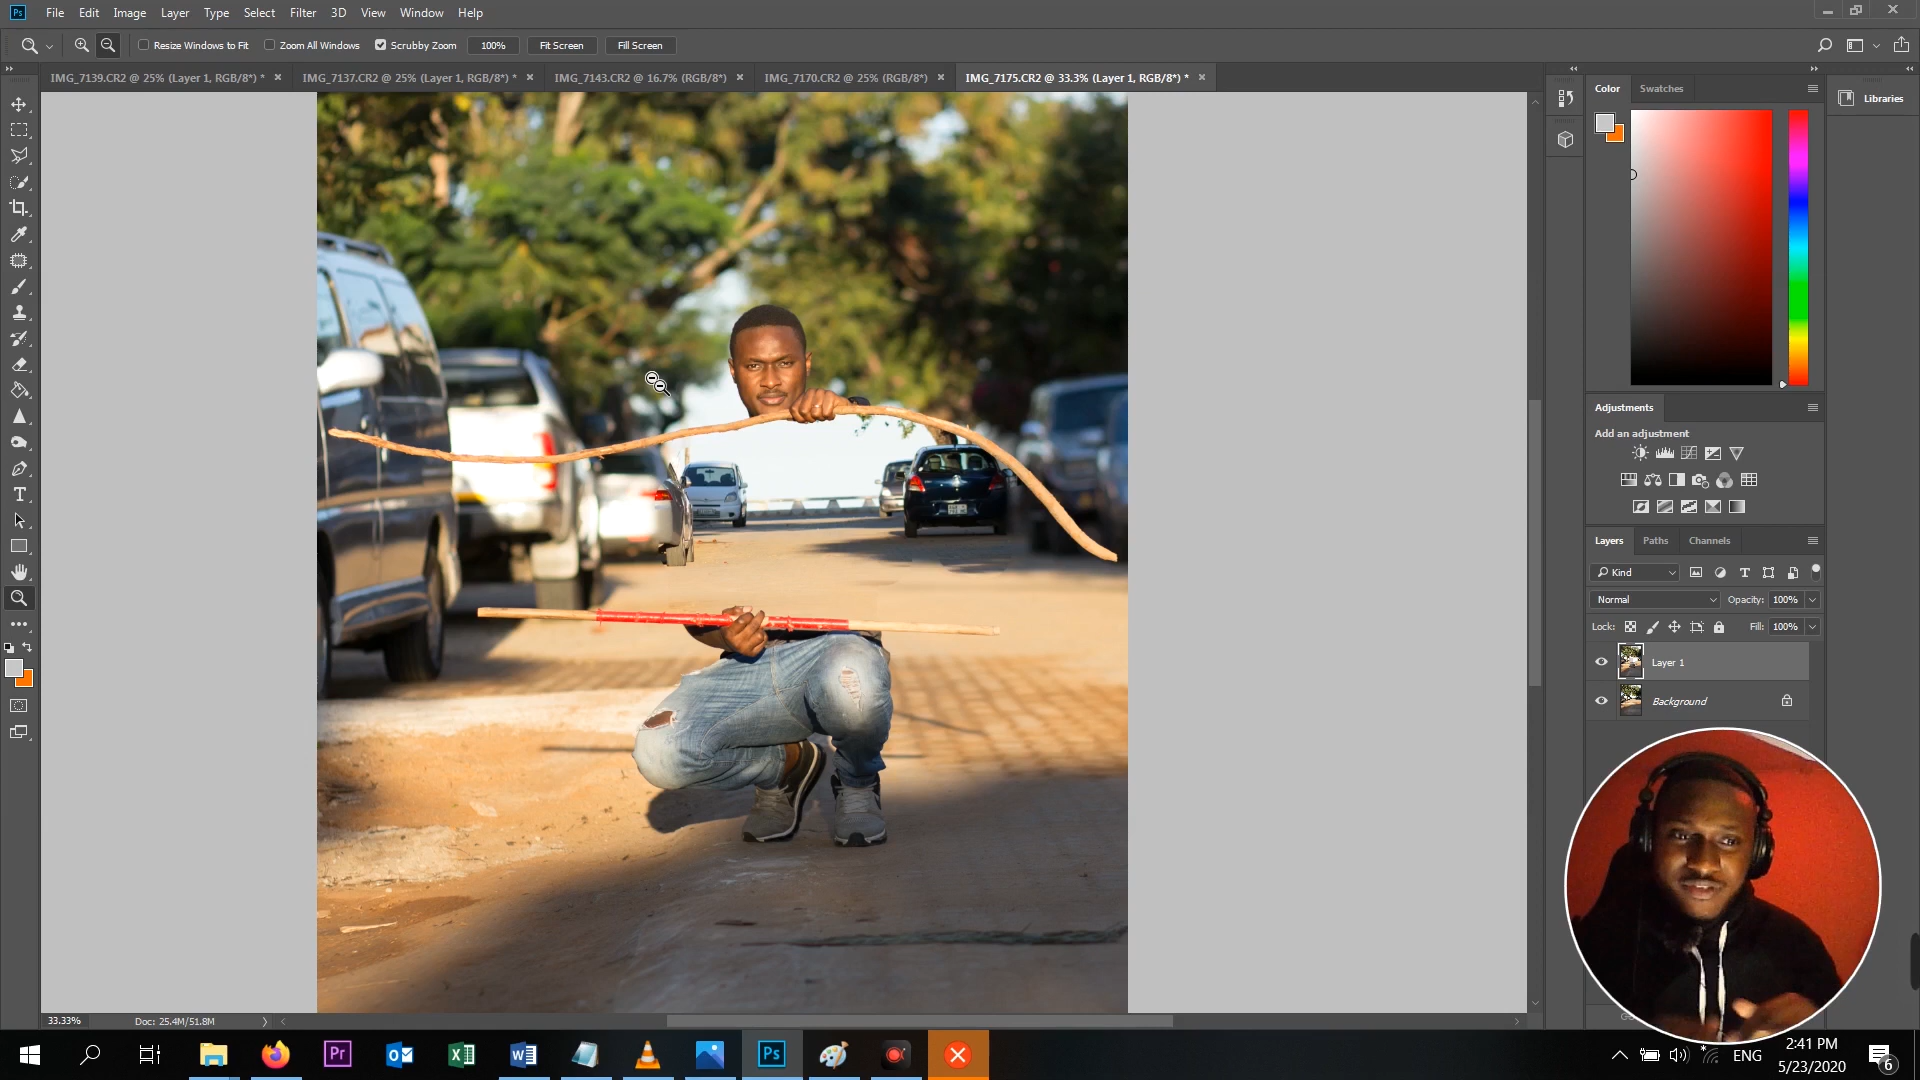 Ps File Edit Image Layer Type Select Filter 3D View Window Help
Resize Windows to Fit Zoom All Windows Scrubby Zoom 100% Fit Screen Fill Screen
IMG_7139.CR2 @ 25% (Layer 1, RGB/8*) * × IMG_7137.CR2 @ 25% (Layer 1, RGB/8*) * × IMG_7143.CR2 @ 16.7% (RGB/8*) × IMG_7170.CR2 @ 25% (RGB/8*) × IMG_7175.CR2 @ 33.3% (Layer 1, RGB/8*) * ×
Color Swatches
Libraries
Adjustments
Add an adjustment
Layers Paths Channels
Kind
Normal Opacity: 100%
Lock: Fill: 100%
Layer 1
Background
33.33% Doc: 25.4M/51.8M
Pr
Ps
ENG
2:41 PM
5/23/2020
6